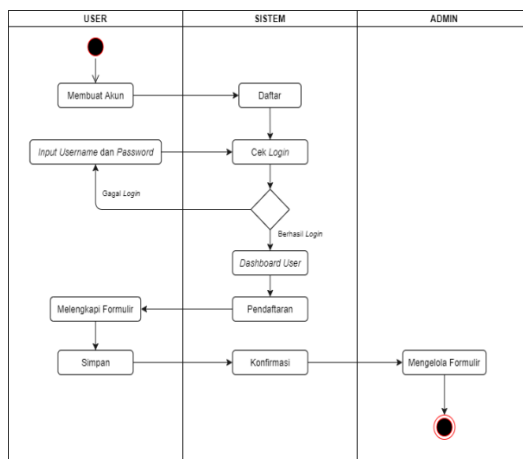 USER
SISTEM
ADMIN
Membuat Akun
Daftar
Input Username dan Password
Cek Login
Gagal Login
Berhasil Login
Dashboard User
Melengkapi Formulir
Pendaftaran
Simpan
Konfirmasi
Mengelola Formulir